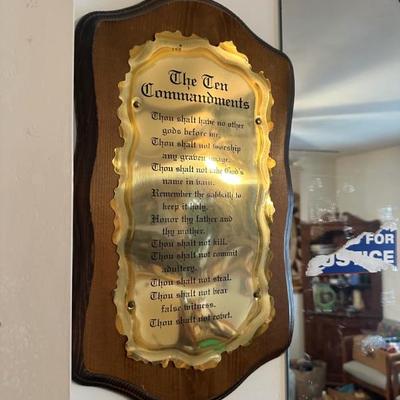 The Ten
Commandments
Thou shalt have no other
gods before me.
Thou shalt not worship
any graven image.
Thou shalt not take God's
name in vain.
Remember the sabbath to
keep it holy.
Honor thy father and
thy mother.
Thou shalt not kill.
Thou shalt not commit
adultery.
Thou shalt not steal.
Thou shalt not bear
false witness.
Thou shalt not covet.
FOR